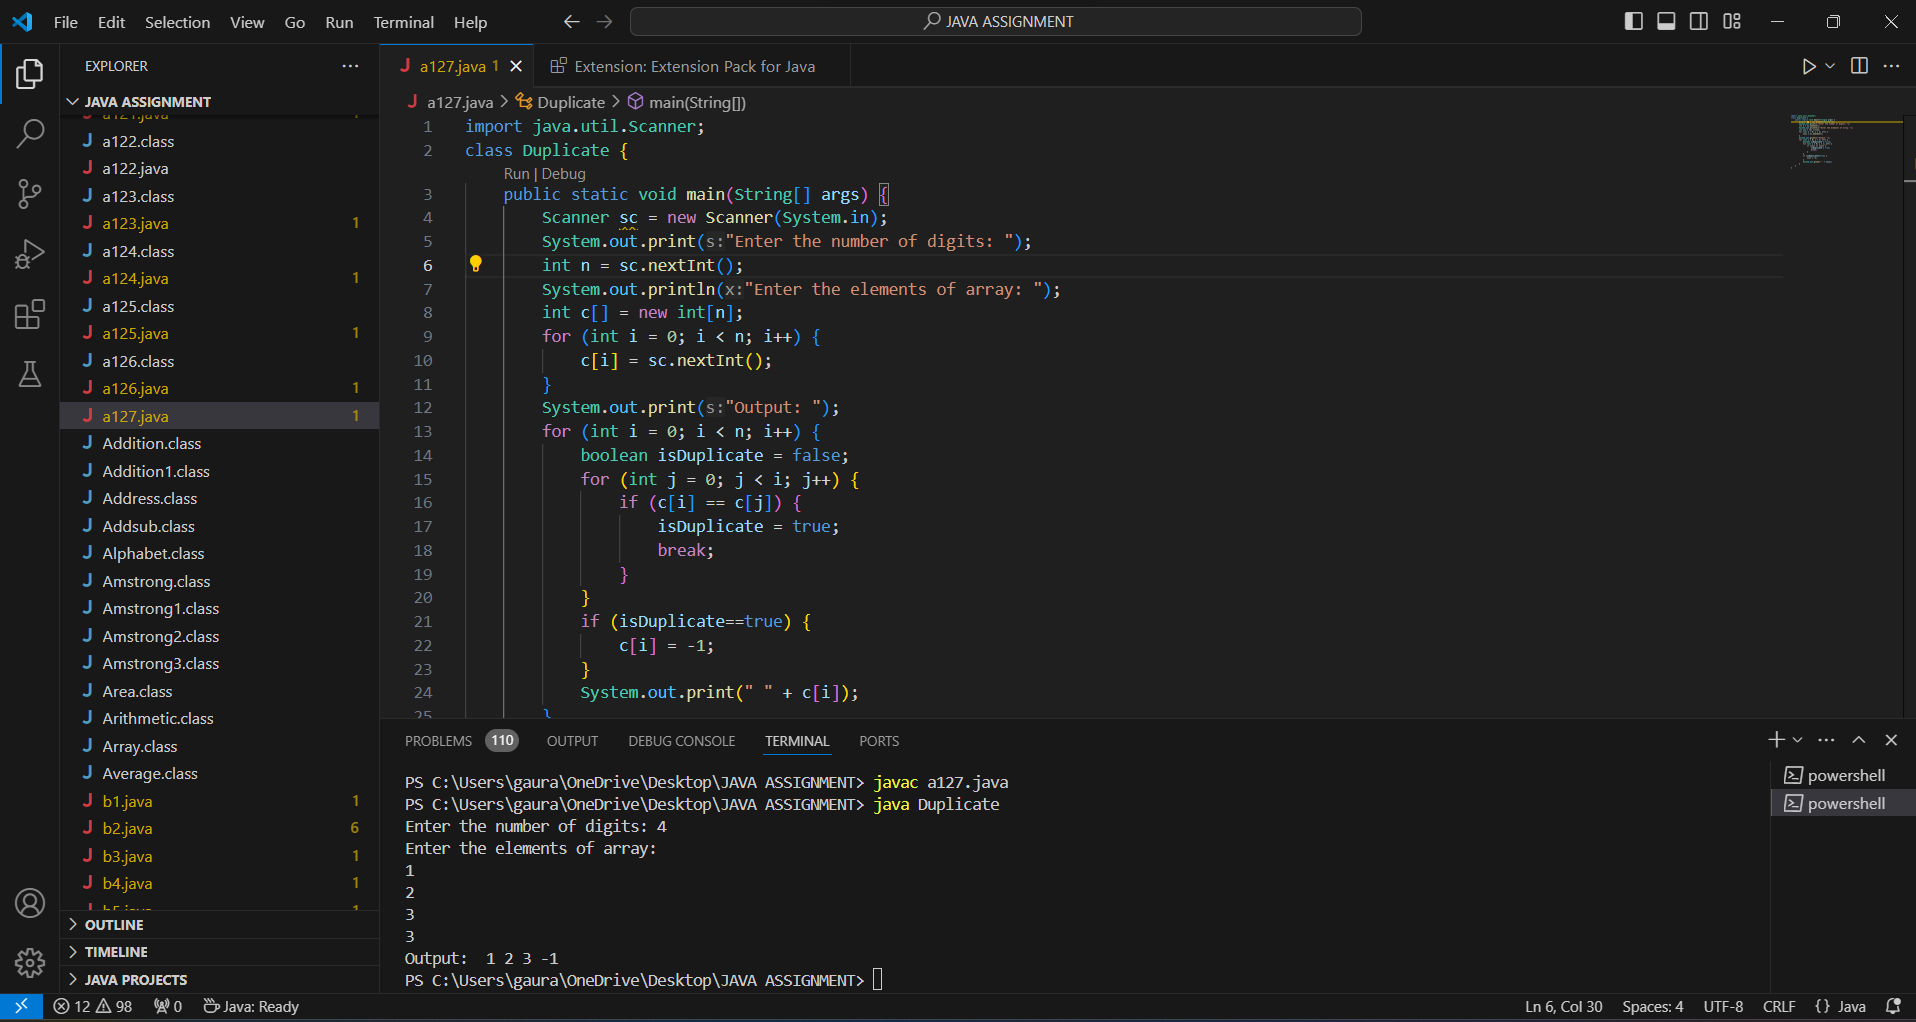 File Edit Selection View Go Run Terminal Help
JAVA ASSIGNMENT
EXPLORER
a127.java 1
Extension: Extension Pack for Java
JAVA ASSIGNMENT
a127.java > Duplicate > main(String[])
a121.java 1
a122.class
a122.java
a123.class
a123.java 1
a124.class
a124.java 1
a125.class
a125.java 1
a126.class
a126.java 1
a127.java 1
Addition.class
Addition1.class
Address.class
Addsub.class
Alphabet.class
Amstrong.class
Amstrong1.class
Amstrong2.class
Amstrong3.class
Area.class
Arithmetic.class
Array.class
Average.class
b1.java 1
b2.java 6
b3.java 1
b4.java 1
b5.java 1
OUTLINE
TIMELINE
JAVA PROJECTS
1 import java.util.Scanner;
2 class Duplicate {
Run | Debug
3 public static void main(String[] args) {
4 Scanner sc = new Scanner(System.in);
5 System.out.print(s:"Enter the number of digits: ");
6 int n = sc.nextInt();
7 System.out.println(x:"Enter the elements of array: ");
8 int c[] = new int[n];
9 for (int i = 0; i < n; i++) {
10 c[i] = sc.nextInt();
11 }
12 System.out.print(s:"Output: ");
13 for (int i = 0; i < n; i++) {
14 boolean isDuplicate = false;
15 for (int j = 0; j < i; j++) {
16 if (c[i] == c[j]) {
17 isDuplicate = true;
18 break;
19 }
20 }
21 if (isDuplicate==true) {
22 c[i] = -1;
23 }
24 System.out.print(" " + c[i]);
25 }
PROBLEMS 110 OUTPUT DEBUG CONSOLE TERMINAL PORTS
PS C:\Users\gaura\OneDrive\Desktop\JAVA ASSIGNMENT> javac a127.java
PS C:\Users\gaura\OneDrive\Desktop\JAVA ASSIGNMENT> java Duplicate
Enter the number of digits: 4
Enter the elements of array:
1
2
3
3
Output:  1 2 3 -1
PS C:\Users\gaura\OneDrive\Desktop\JAVA ASSIGNMENT>
powershell
powershell
12 98 0 Java: Ready
Ln 6, Col 30 Spaces: 4 UTF-8 CRLF {} Java